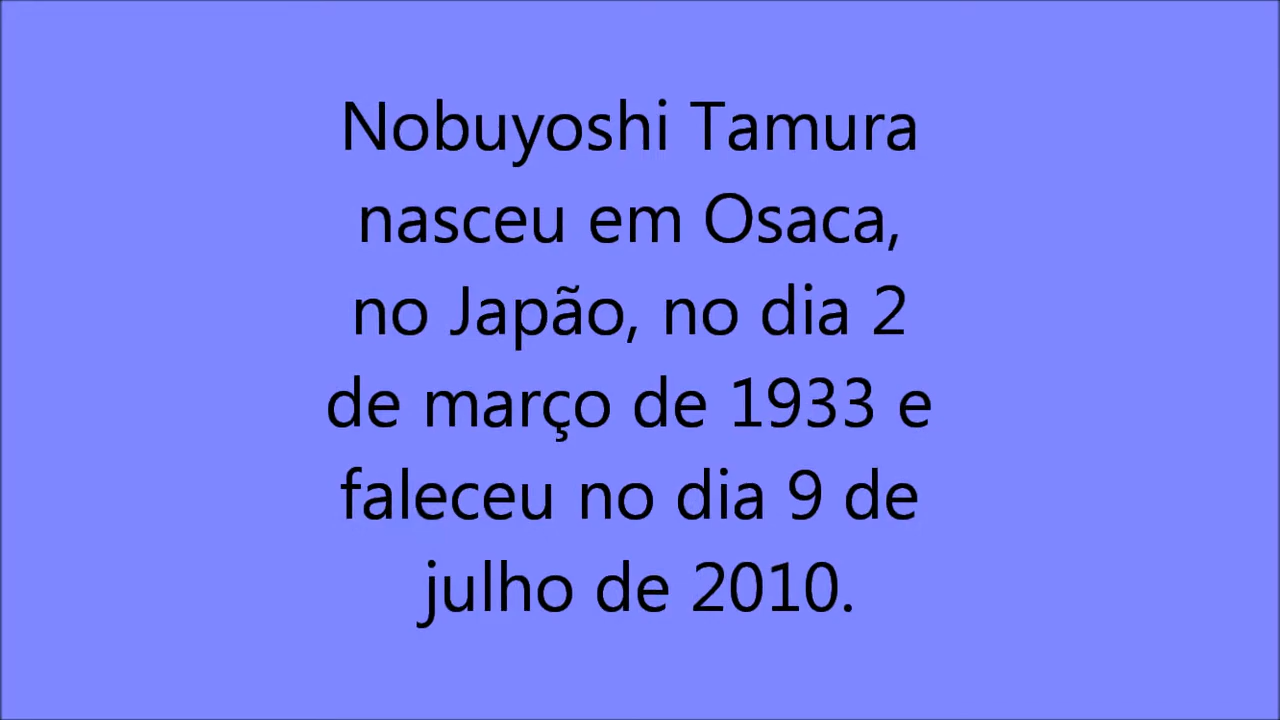 Nobuyoshi Tamura
nasceu em Osaca,
no Japão, no dia 2
de março de 1933 e
faleceu no dia 9 de
julho de 2010.